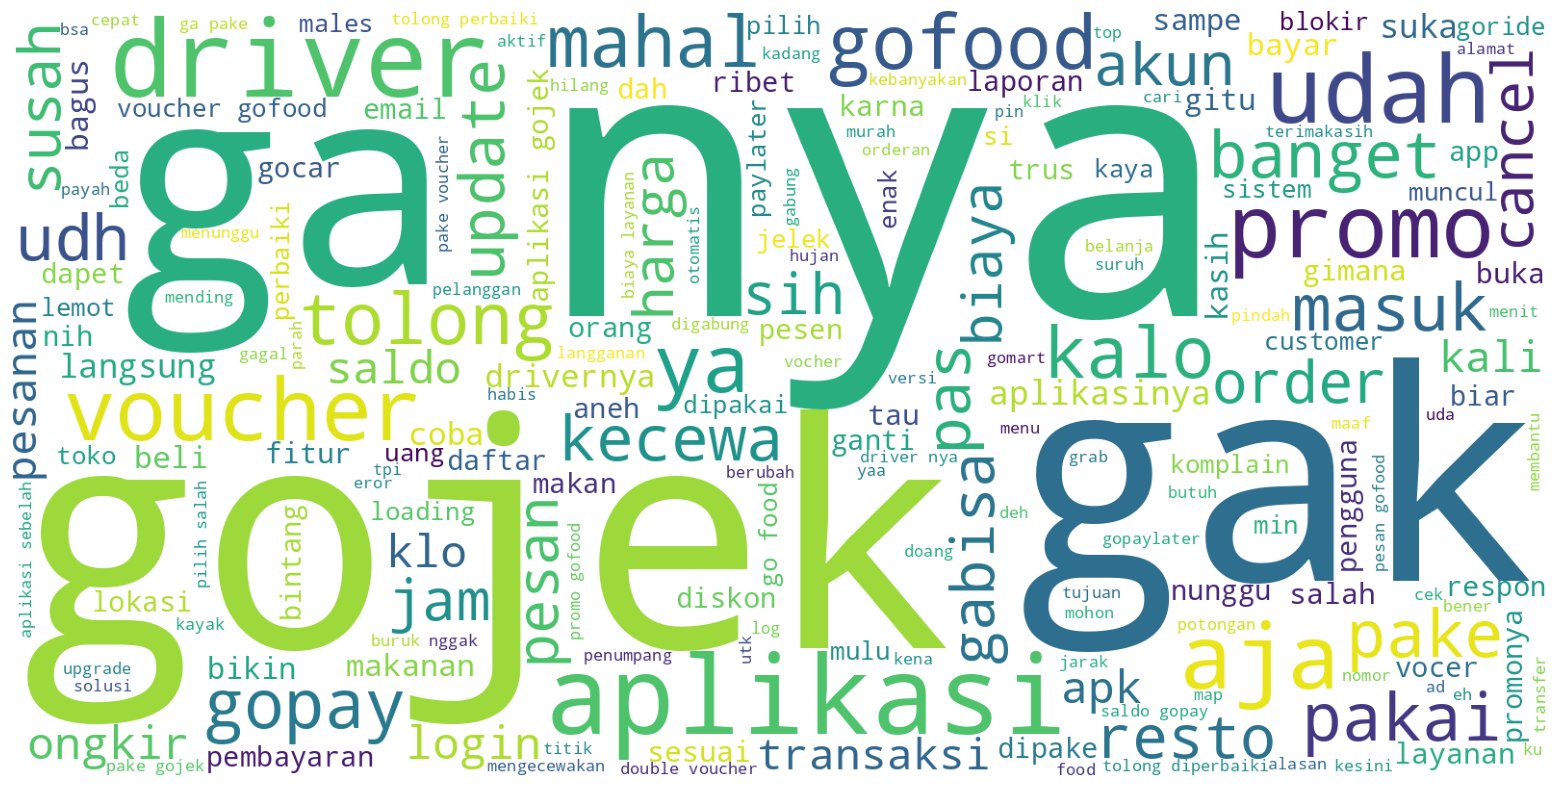 bsa
cepat
ga pake
males
tolong perbaiki
driver
aktif
mahal
pilih
kadang
gofood
top
sampe
blokir
suka
goride
alamat
susah
bagus
voucher gofood
email
update
aplikasi gojek
hilang
dah
ribet
kebanyakan
laporan
akun
bayar
cari
gitu
udah
cancel
payah
beda
gocar
ga
pake voucher
nya
harga
biaya layanan
otomatis
paylater
karna
murah
orderan
gabung
enak
pin
klik
si
trus
kaya
terimakasih
banget
app
sistem
muncul
udh
dapet
menunggu
perbaiki
mending
pelanggan
jelek
hujan
sih
biaya
belanja
suruh
kasih
promo
gimana
buka
lemot
nih
pesanan
langsung
gagal
parah
tolong
saldo
orang
digabung
pesen
langganan
drivernya
habis
ya
vocher
versi
gomart
pas
kalo
pindah
masuk
menit
customer
kali
order
biar
voucher
coba
aneh
dipakai
kecewa
tau
ganti
driver nya
yaa
aplikasinya
menu
maaf
uda
gak
grab
toko
beli
fitur
uang
daftar
tpi
eror
makan
berubah
komplain
butuh
pengguna
pesan gofood
membantu
aplikasi sebelah
pilih salah
bintang
loading
klo
gojek
pesan
promo gofood
go food
doang
deh
gabisa
gopaylater
min
lokasi
kayak
jam
diskon
tujuan
mohon
nunggu
salah
cek
respon
bener
buruk
nggak
log
utk
upgrade
solusi
bikin
makanan
penumpang
mulu
kena
jarak
potongan
aja
pake
nomor
vocer
promonya
transfer
gopay
aplikasi
apk
map
saldo gopay
ad
eh
pakai
ongkir
pake gojek
pembayaran
login
titik
mengecewakan
sesuai
double voucher
transaksi
dipake
food
resto
tolong diperbaiki
alasan
kesini
layanan
ku